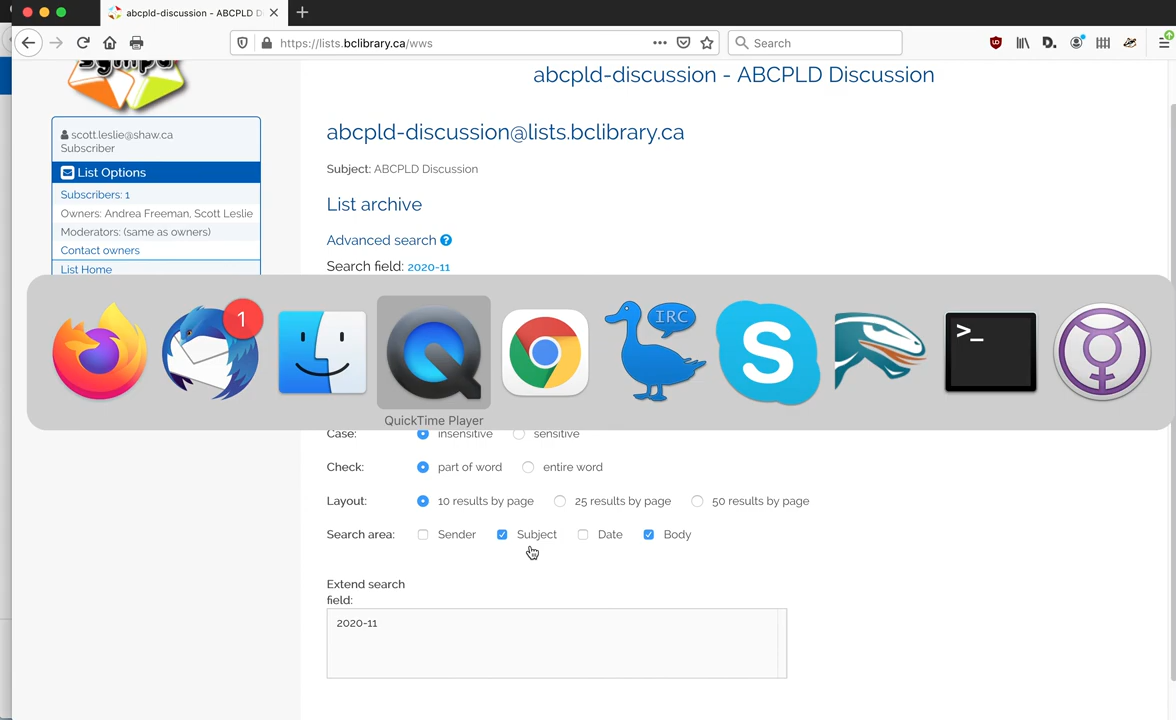 abcpld-discussion - ABCPLD D
https://lists.bclibrary.ca/wws
Search
sympa
abcpld-discussion - ABCPLD Discussion
scott.leslie@shaw.ca
Subscriber
List Options
Subscribers: 1
Owners: Andrea Freeman, Scott Leslie
Moderators: (same as owners)
Contact owners
List Home
abcpld-discussion@lists.bclibrary.ca
Subject: ABCPLD Discussion
List archive
Advanced search ?
Search field: 2020-11
1
IRC
S
>_
QuickTime Player
Case: insensitive sensitive
Check: part of word entire word
Layout: 10 results by page 25 results by page 50 results by page
Search area: Sender Subject Date Body
Extend search
field:
2020-11